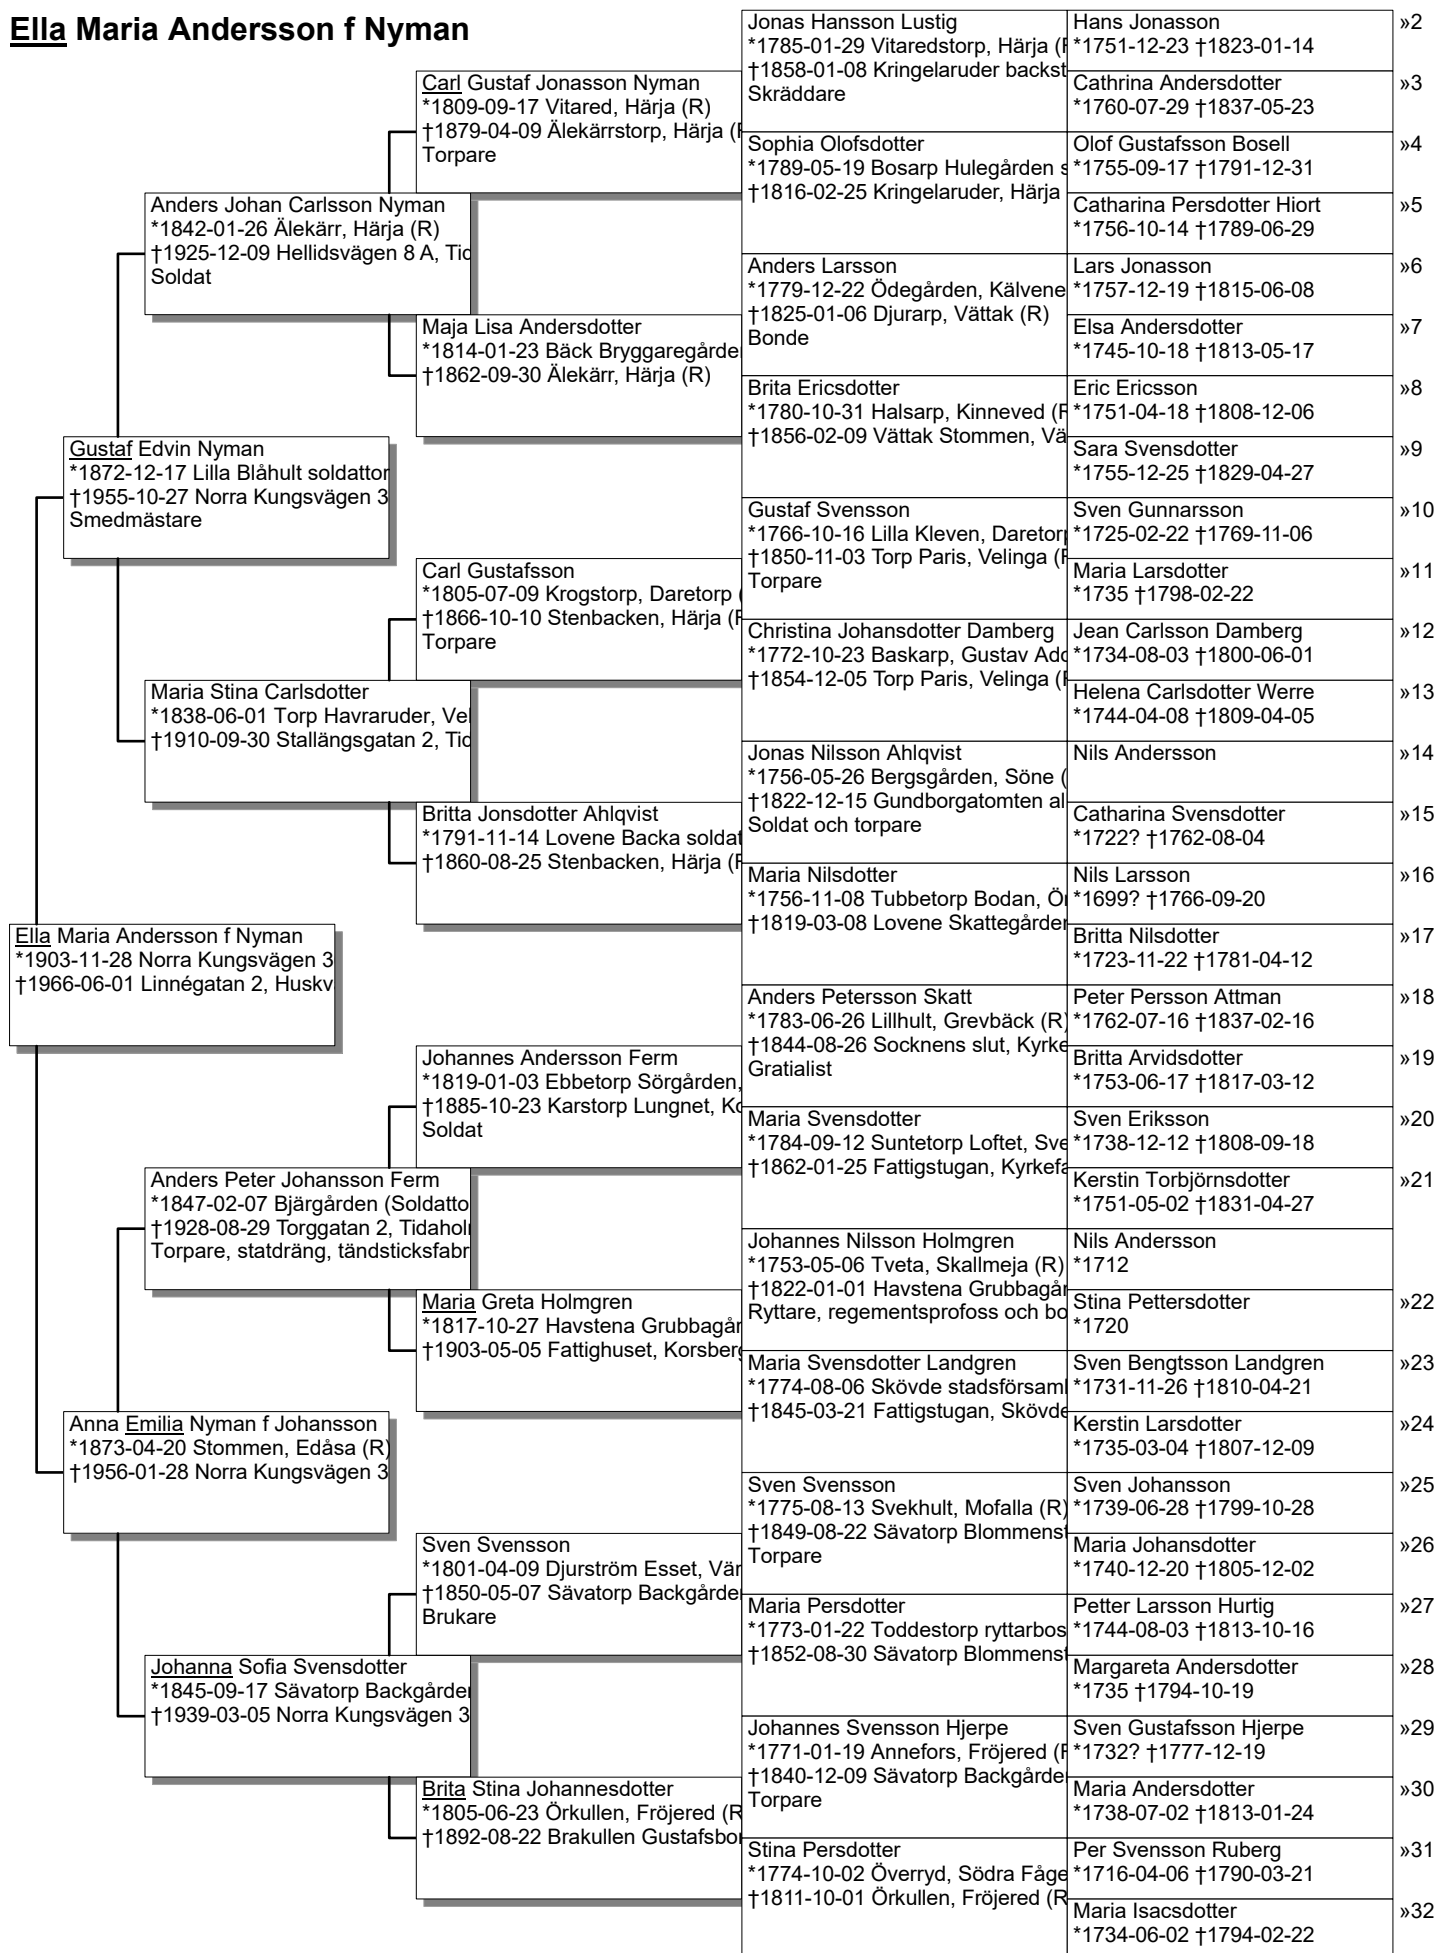 Ella Maria Andersson f Nyman
Ella Maria Andersson f Nyman
*1903-11-28 Norra Kungsvägen 3
†1966-06-01 Linnégatan 2, Huskv
Gustaf Edvin Nyman
*1872-12-17 Lilla Blåhult soldattor
†1955-10-27 Norra Kungsvägen 3
Smedmästare
Anna Emilia Nyman f Johansson
*1873-04-20 Stommen, Edåsa (R)
†1956-01-28 Norra Kungsvägen 3
Anders Johan Carlsson Nyman
*1842-01-26 Älekärr, Härja (R)
†1925-12-09 Hellidsvägen 8 A, Tid
Soldat
Maria Stina Carlsdotter
*1838-06-01 Torp Havraruder, Vel
†1910-09-30 Stallängsgatan 2, Tid
Anders Peter Johansson Ferm
*1847-02-07 Bjärgården (Soldatto
†1928-08-29 Torggatan 2, Tidahol
Torpare, statdräng, tändsticksfabr
Johanna Sofia Svensdotter
*1845-09-17 Sävatorp Backgården
†1939-03-05 Norra Kungsvägen 3
Carl Gustaf Jonasson Nyman
*1809-09-17 Vitared, Härja (R)
†1879-04-09 Älekärrstorp, Härja (R
Torpare
Maja Lisa Andersdotter
*1814-01-23 Bäck Bryggaregården
†1862-09-30 Älekärr, Härja (R)
Carl Gustafsson
*1805-07-09 Krogstorp, Daretorp (
†1866-10-10 Stenbacken, Härja (R
Torpare
Britta Jonsdotter Ahlqvist
*1791-11-14 Lovene Backa soldat
†1860-08-25 Stenbacken, Härja (R
Johannes Andersson Ferm
*1819-01-03 Ebbetorp Sörgården,
†1885-10-23 Karstorp Lungnet, Ko
Soldat
Maria Greta Holmgren
*1817-10-27 Havstena Grubbagår
†1903-05-05 Fattighuset, Korsberg
Sven Svensson
*1801-04-09 Djurström Esset, Vär
†1850-05-07 Sävatorp Backgården
Brukare
Brita Stina Johannesdotter
*1805-06-23 Örkullen, Fröjered (R
†1892-08-22 Brakullen Gustafsbor
Jonas Hansson Lustig
*1785-01-29 Vitaredstorp, Härja (R
†1858-01-08 Kringelaruder backst
Skräddare
Sophia Olofsdotter
*1789-05-19 Bosarp Hulegården s
†1816-02-25 Kringelaruder, Härja
Anders Larsson
*1779-12-22 Ödegården, Kälvene
†1825-01-06 Djurarp, Vättak (R)
Bonde
Brita Ericsdotter
*1780-10-31 Halsarp, Kinneved (R
†1856-02-09 Vättak Stommen, Vä
Gustaf Svensson
*1766-10-16 Lilla Kleven, Daretorp
†1850-11-03 Torp Paris, Velinga (R
Torpare
Christina Johansdotter Damberg
*1772-10-23 Baskarp, Gustav Ado
†1854-12-05 Torp Paris, Velinga (R
Jonas Nilsson Ahlqvist
*1756-05-26 Bergsgården, Söne (
†1822-12-15 Gundborgatomten al
Soldat och torpare
Maria Nilsdotter
*1756-11-08 Tubbetorp Bodan, Ör
†1819-03-08 Lovene Skattegården
Anders Petersson Skatt
*1783-06-26 Lillhult, Grevbäck (R)
†1844-08-26 Socknens slut, Kyrke
Gratialist
Maria Svensdotter
*1784-09-12 Suntetorp Loftet, Sve
†1862-01-25 Fattigstugan, Kyrkefa
Johannes Nilsson Holmgren
*1753-05-06 Tveta, Skallmeja (R)
†1822-01-01 Havstena Grubbagår
Ryttare, regementsprofoss och bo
Maria Svensdotter Landgren
*1774-08-06 Skövde stadsförsaml
†1845-03-21 Fattigstugan, Skövde
Sven Svensson
*1775-08-13 Svekhult, Mofalla (R)
†1849-08-22 Sävatorp Blommenst
Torpare
Maria Persdotter
*1773-01-22 Toddestorp ryttarbos
†1852-08-30 Sävatorp Blommenst
Johannes Svensson Hjerpe
*1771-01-19 Annefors, Fröjered (R
†1840-12-09 Sävatorp Backgården
Torpare
Stina Persdotter
*1774-10-02 Överryd, Södra Fåge
†1811-10-01 Örkullen, Fröjered (R
Hans Jonasson »2
*1751-12-23 †1823-01-14
Cathrina Andersdotter »3
*1760-07-29 †1837-05-23
Olof Gustafsson Bosell »4
*1755-09-17 †1791-12-31
Catharina Persdotter Hiort »5
*1756-10-14 †1789-06-29
Lars Jonasson »6
*1757-12-19 †1815-06-08
Elsa Andersdotter »7
*1745-10-18 †1813-05-17
Eric Ericsson »8
*1751-04-18 †1808-12-06
Sara Svensdotter »9
*1755-12-25 †1829-04-27
Sven Gunnarsson »10
*1725-02-22 †1769-11-06
Maria Larsdotter »11
*1735 †1798-02-22
Jean Carlsson Damberg »12
*1734-08-03 †1800-06-01
Helena Carlsdotter Werre »13
*1744-04-08 †1809-04-05
Nils Andersson »14
Catharina Svensdotter »15
*1722? †1762-08-04
Nils Larsson »16
*1699? †1766-09-20
Britta Nilsdotter »17
*1723-11-22 †1781-04-12
Peter Persson Attman »18
*1762-07-16 †1837-02-16
Britta Arvidsdotter »19
*1753-06-17 †1817-03-12
Sven Eriksson »20
*1738-12-12 †1808-09-18
Kerstin Torbjörnsdotter »21
*1751-05-02 †1831-04-27
Nils Andersson
*1712
Stina Pettersdotter »22
*1720
Sven Bengtsson Landgren »23
*1731-11-26 †1810-04-21
Kerstin Larsdotter »24
*1735-03-04 †1807-12-09
Sven Johansson »25
*1739-06-28 †1799-10-28
Maria Johansdotter »26
*1740-12-20 †1805-12-02
Petter Larsson Hurtig »27
*1744-08-03 †1813-10-16
Margareta Andersdotter »28
*1735 †1794-10-19
Sven Gustafsson Hjerpe »29
*1732? †1777-12-19
Maria Andersdotter »30
*1738-07-02 †1813-01-24
Per Svensson Ruberg »31
*1716-04-06 †1790-03-21
Maria Isacsdotter »32
*1734-06-02 †1794-02-22